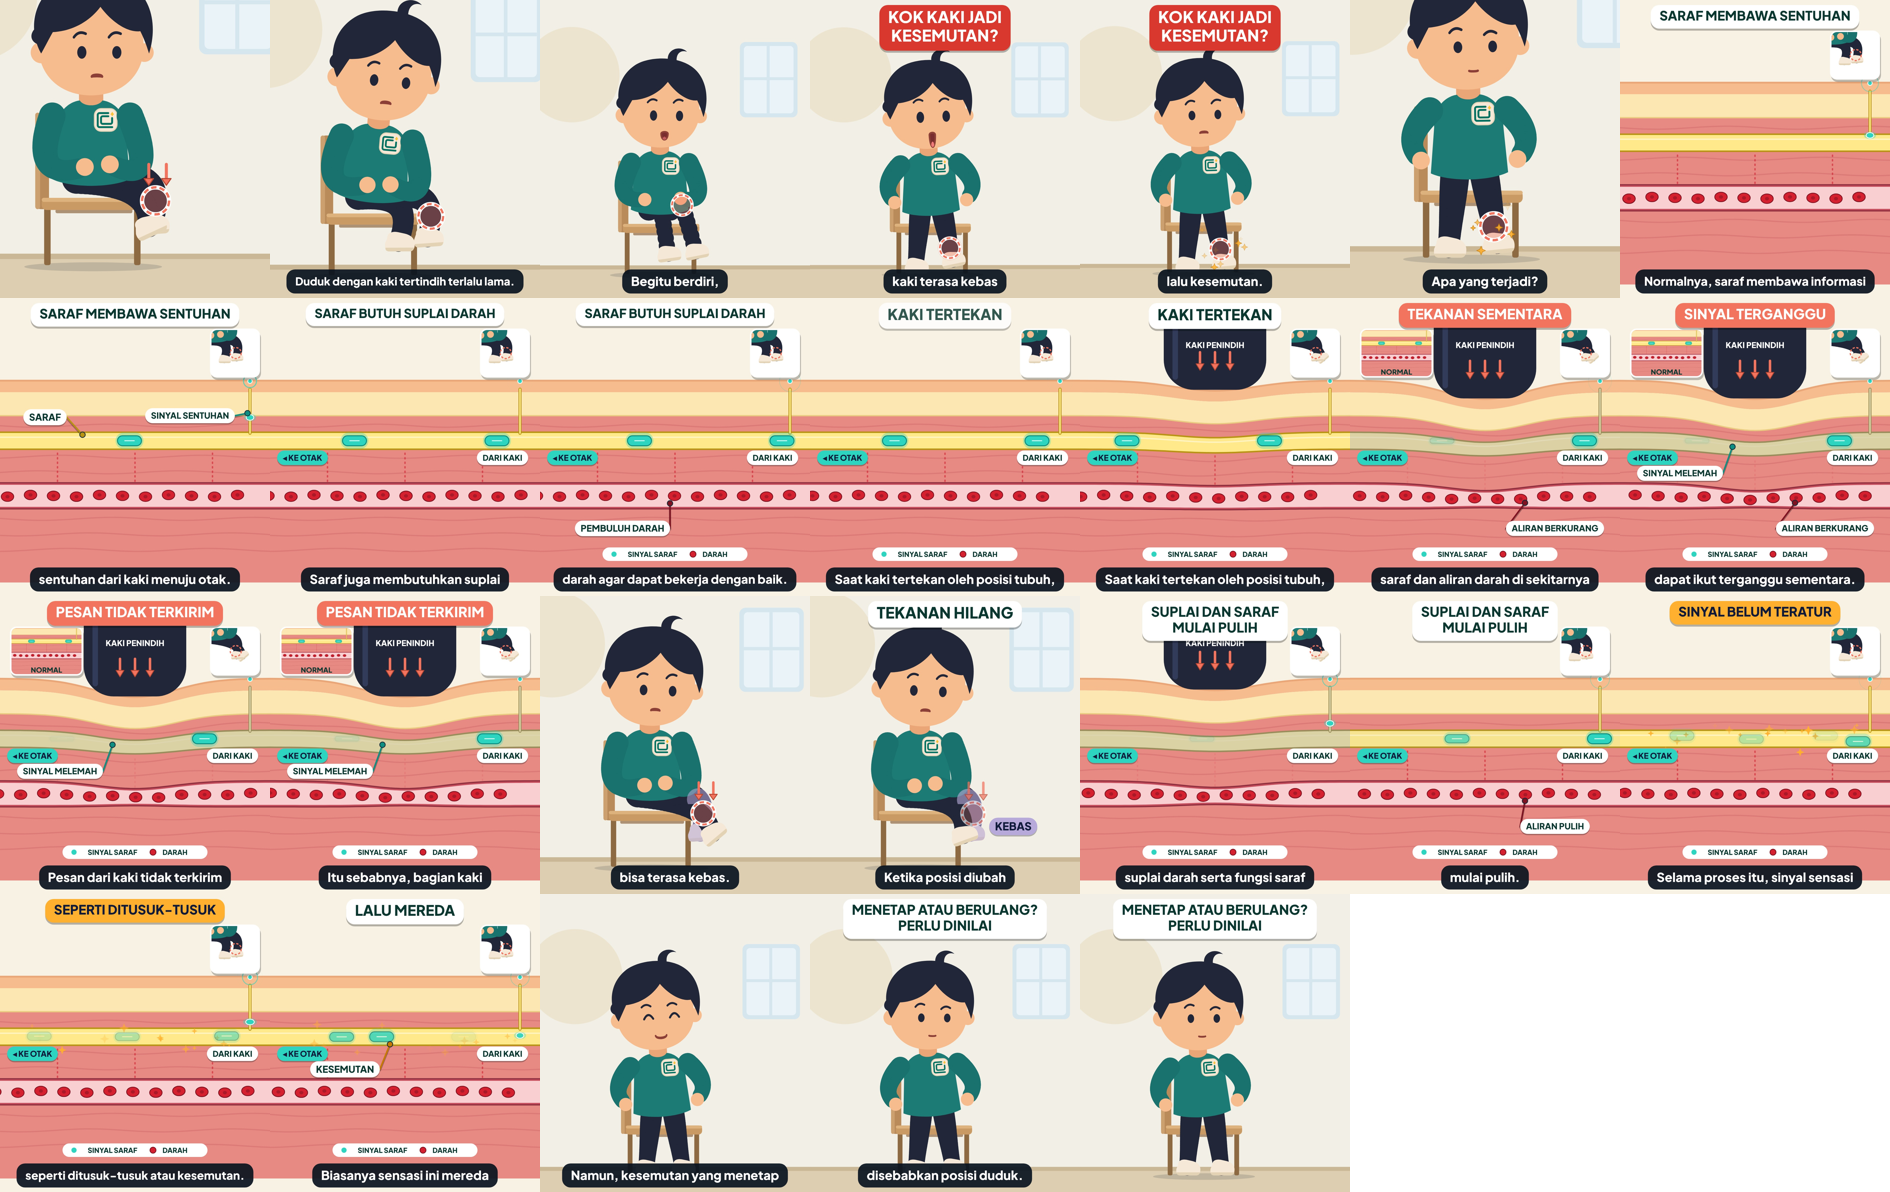 Duduk dengan kaki tertindih terlalu lama.
Begitu berdiri,
KOK KAKI JADI
KESEMUTAN?
kaki terasa kebas
KOK KAKI JADI
KESEMUTAN?
lalu kesemutan.
Apa yang terjadi?
SARAF MEMBAWA SENTUHAN
Normalnya, saraf membawa informasi
SARAF MEMBAWA SENTUHAN
SARAF
SINYAL SENTUHAN
sentuhan dari kaki menuju otak.
SARAF BUTUH SUPLAI DARAH
KE OTAK
DARI KAKI
Saraf juga membutuhkan suplai
SARAF BUTUH SUPLAI DARAH
KE OTAK
DARI KAKI
PEMBULUH DARAH
SINYAL SARAF
DARAH
darah agar dapat bekerja dengan baik.
KAKI TERTEKAN
KE OTAK
DARI KAKI
SINYAL SARAF
DARAH
Saat kaki tertekan oleh posisi tubuh,
KAKI TERTEKAN
KAKI PENINDIH
KE OTAK
DARI KAKI
SINYAL SARAF
DARAH
Saat kaki tertekan oleh posisi tubuh,
TEKANAN SEMENTARA
NORMAL
KAKI PENINDIH
KE OTAK
DARI KAKI
ALIRAN BERKURANG
SINYAL SARAF
DARAH
saraf dan aliran darah di sekitarnya
SINYAL TERGANGGU
NORMAL
KAKI PENINDIH
KE OTAK
DARI KAKI
SINYAL MELEMAH
ALIRAN BERKURANG
SINYAL SARAF
DARAH
dapat ikut terganggu sementara.
PESAN TIDAK TERKIRIM
NORMAL
KAKI PENINDIH
KE OTAK
DARI KAKI
SINYAL MELEMAH
SINYAL SARAF
DARAH
Pesan dari kaki tidak terkirim
PESAN TIDAK TERKIRIM
NORMAL
KAKI PENINDIH
KE OTAK
DARI KAKI
SINYAL MELEMAH
SINYAL SARAF
DARAH
Itu sebabnya, bagian kaki
bisa terasa kebas.
TEKANAN HILANG
KEBAS
Ketika posisi diubah
SUPLAI DAN SARAF
MULAI PULIH
KAKI PENINDIH
KE OTAK
DARI KAKI
SINYAL SARAF
DARAH
suplai darah serta fungsi saraf
SUPLAI DAN SARAF
MULAI PULIH
KE OTAK
DARI KAKI
ALIRAN PULIH
SINYAL SARAF
DARAH
mulai pulih.
SINYAL BELUM TERATUR
KE OTAK
DARI KAKI
SINYAL SARAF
DARAH
Selama proses itu, sinyal sensasi
SEPERTI DITUSUK-TUSUK
KE OTAK
DARI KAKI
SINYAL SARAF
DARAH
seperti ditusuk-tusuk atau kesemutan.
LALU MEREDA
KE OTAK
DARI KAKI
KESEMUTAN
SINYAL SARAF
DARAH
Biasanya sensasi ini mereda
Namun, kesemutan yang menetap
MENETAP ATAU BERULANG?
PERLU DINILAI
disebabkan posisi duduk.
MENETAP ATAU BERULANG?
PERLU DINILAI